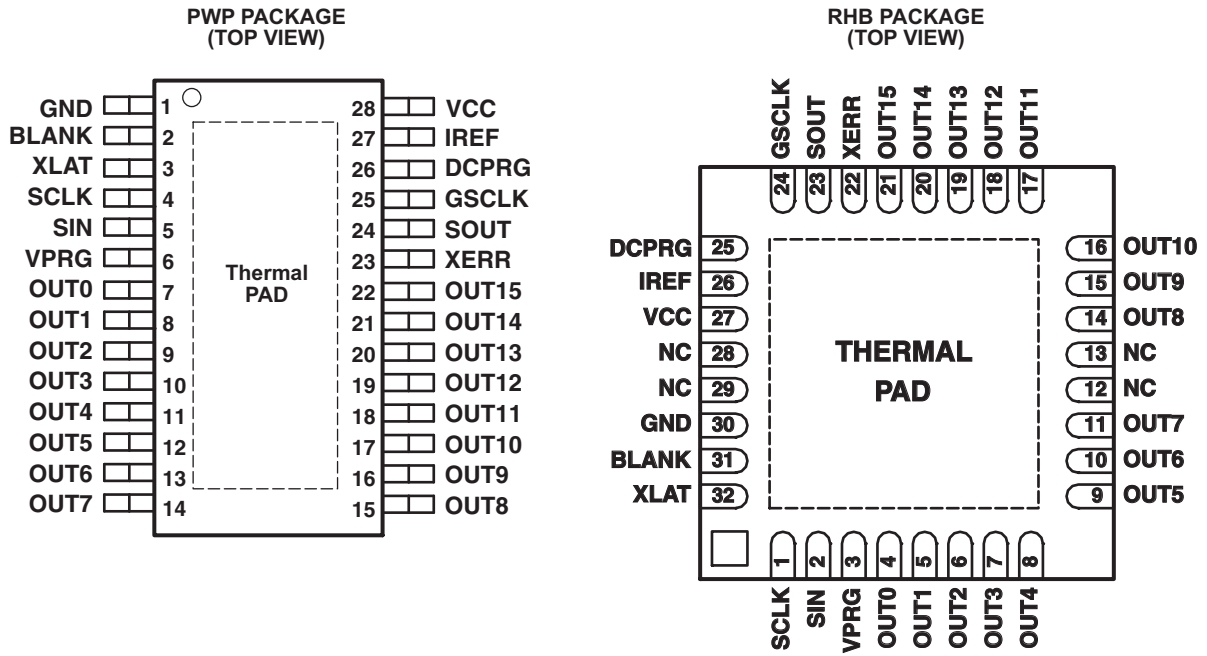 PWP PACKAGE
(TOP VIEW)
GND 1
BLANK 2
XLAT 3
SCLK 4
SIN 5
VPRG 6
OUT0 7
OUT1 8
OUT2 9
OUT3 10
OUT4 11
OUT5 12
OUT6 13
OUT7 14
Thermal
PAD
28 VCC
27 IREF
26 DCPRG
25 GSCLK
24 SOUT
23 XERR
22 OUT15
21 OUT14
20 OUT13
19 OUT12
18 OUT11
17 OUT10
16 OUT9
15 OUT8
RHB PACKAGE
(TOP VIEW)
GSCLK 24
SOUT 23
XERR 22
OUT15 21
OUT14 20
OUT13 19
OUT12 18
OUT11 17
DCPRG 25
IREF 26
VCC 27
NC 28
NC 29
GND 30
BLANK 31
XLAT 32
THERMAL
PAD
16 OUT10
15 OUT9
14 OUT8
13 NC
12 NC
11 OUT7
10 OUT6
9 OUT5
SCLK 1
SIN 2
VPRG 3
OUT0 4
OUT1 5
OUT2 6
OUT3 7
OUT4 8